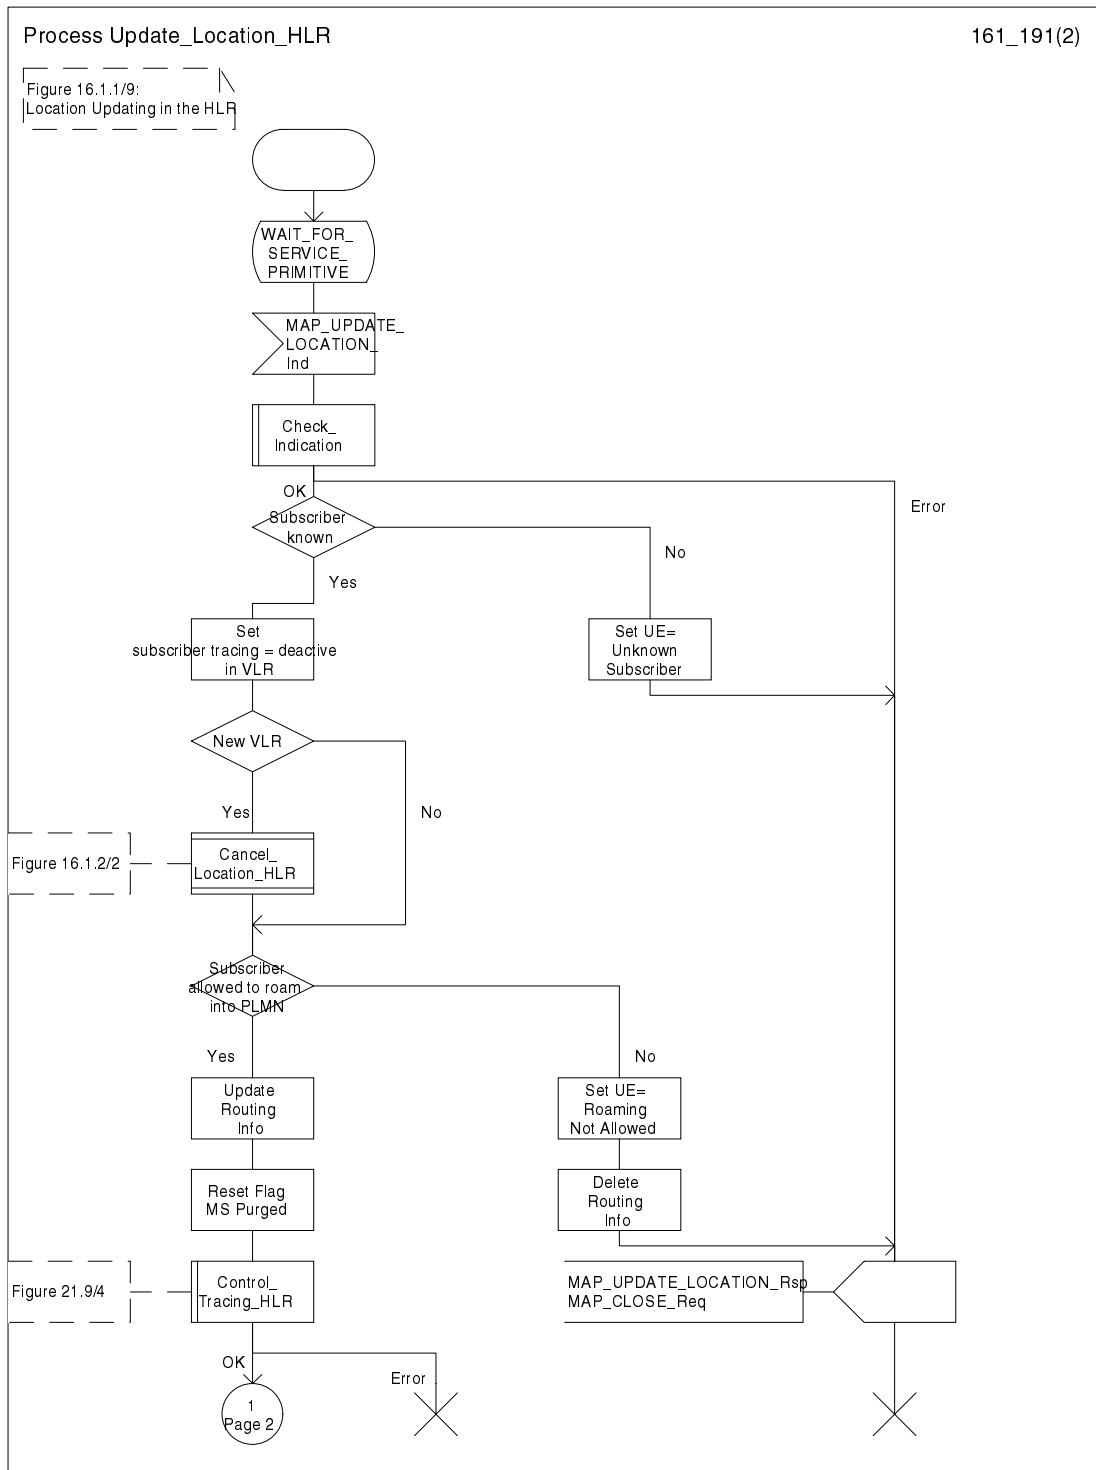 Process Update_Location_HLR
161_191(2)
Figure 16.1.1/9:
Location Updating in the HLR
WAIT_FOR_
SERVICE_
PRIMITIVE
MAP_UPDATE_
LOCATION_
Ind
Check_
Indication
OK
Error
Subscriber
known
No
Yes
Set
subscriber tracing = deactive
in VLR
Set UE=
Unknown
Subscriber
New VLR
Yes
No
Figure 16.1.2/2
Cancel_
Location_HLR
Subscriber
allowed to roam
into PLMN
Yes
No
Update
Routing
Info
Set UE=
Roaming
Not Allowed
Reset Flag
MS Purged
Delete
Routing
Info
Figure 21.9/4
Control_
Tracing_HLR
MAP_UPDATE_LOCATION_Rsp
MAP_CLOSE_Req
OK
Error
1
Page 2